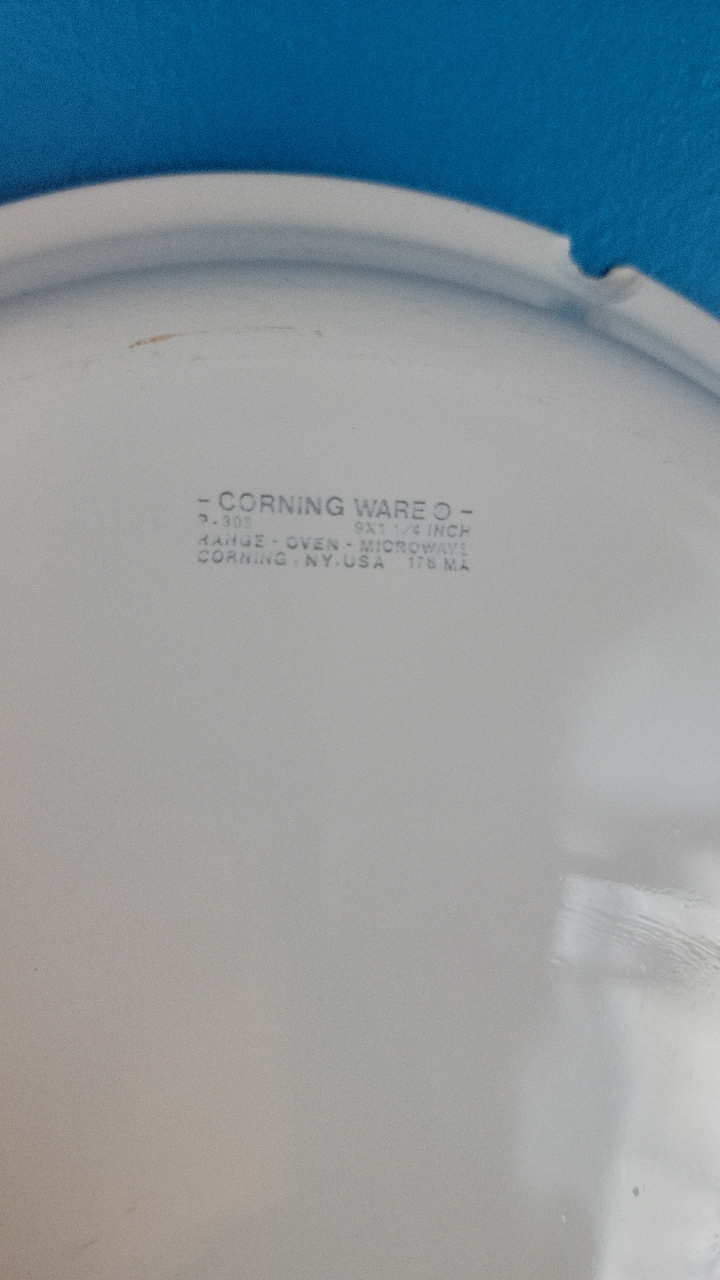 - CORNING WARE ® -
P-309 9X1 1/4 INCH
RANGE - OVEN - MICROWAVE
CORNING, NY. USA 176 MA